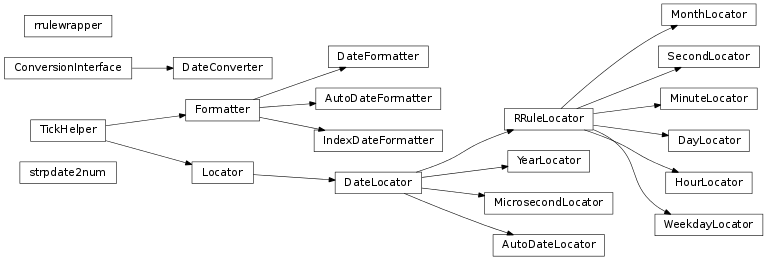 rrulewrapper
ConversionInterface
DateConverter
TickHelper
strpdate2num
Formatter
Locator
DateFormatter
AutoDateFormatter
IndexDateFormatter
DateLocator
RRuleLocator
YearLocator
MicrosecondLocator
AutoDateLocator
MonthLocator
SecondLocator
MinuteLocator
DayLocator
HourLocator
WeekdayLocator